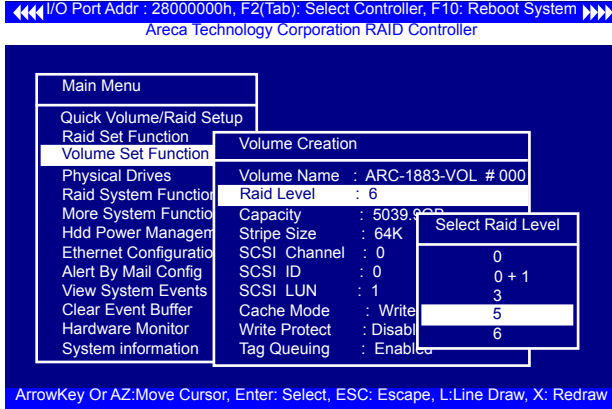 I/O Port Addr : 28000000h, F2(Tab): Select Controller, F10: Reboot System
Areca Technology Corporation RAID Controller
Main Menu
Quick Volume/Raid Setup
Raid Set Function
Volume Set Function
Physical Drives
Raid System Function
More System Functio
Hdd Power Managem
Ethernet Configuratio
Alert By Mail Config
View System Events
Clear Event Buffer
Hardware Monitor
System information
Volume Creation
Volume Name : ARC-1883-VOL # 000
Raid Level : 6
Capacity : 5039.9GB
Stripe Size : 64K
SCSI Channel : 0
SCSI ID : 0
SCSI LUN : 1
Cache Mode : Write
Write Protect : Disabl
Tag Queuing : Enabled
Select Raid Level
0
0 + 1
3
5
6
ArrowKey Or AZ:Move Cursor, Enter: Select, ESC: Escape, L:Line Draw, X: Redraw